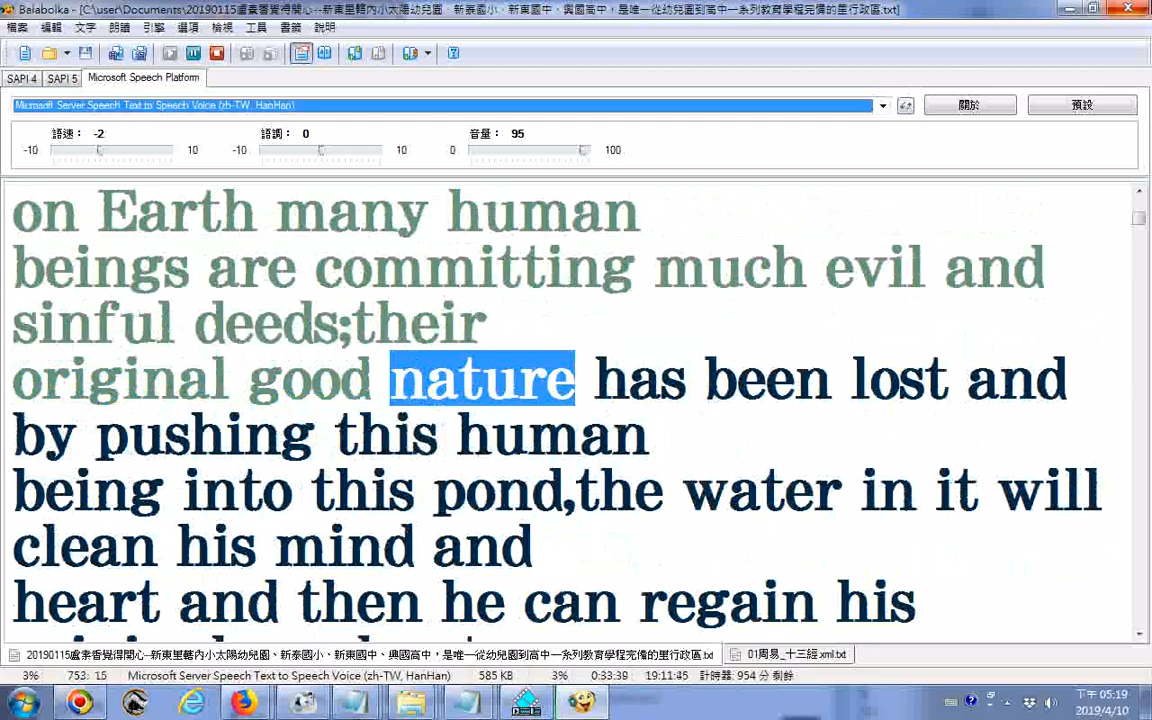 Balabolka - [C:\user\Documents\20190115盧素香覺得開心--新東里轄內小太陽幼兒園、新泰國小、新東國中、興國高中，是唯一從幼兒園到高中一系列教育學程完備的里行政區.txt]
檔案 編輯 文字 朗讀 引擎 選項 檢視 工具 書籤 說明
SAPI 4 SAPI 5 Microsoft Speech Platform
Microsoft Server Speech Text to Speech Voice (zh-TW, HanHan)
關於 預設
語速： -2 語調： 0 音量： 95
-10 10 -10 10 0 100
on Earth many human
beings are committing much evil and
sinful deeds;their
original good nature has been lost and
by pushing this human
being into this pond,the water in it will
clean his mind and
heart and then he can regain his
20190115盧素香覺得開心--新東里轄內小太陽幼兒園、新泰國小、新東國中、興國高中，是唯一從幼兒園到高中一系列教育學程完備的里行政區.txt 01周易_十三經.xml.txt
3% 753: 15 Microsoft Server Speech Text to Speech Voice (zh-TW, HanHan) 585 KB 3% 0:33:39 19:11:45 計時器: 954 分 剩餘
下午 05:19
2019/4/10